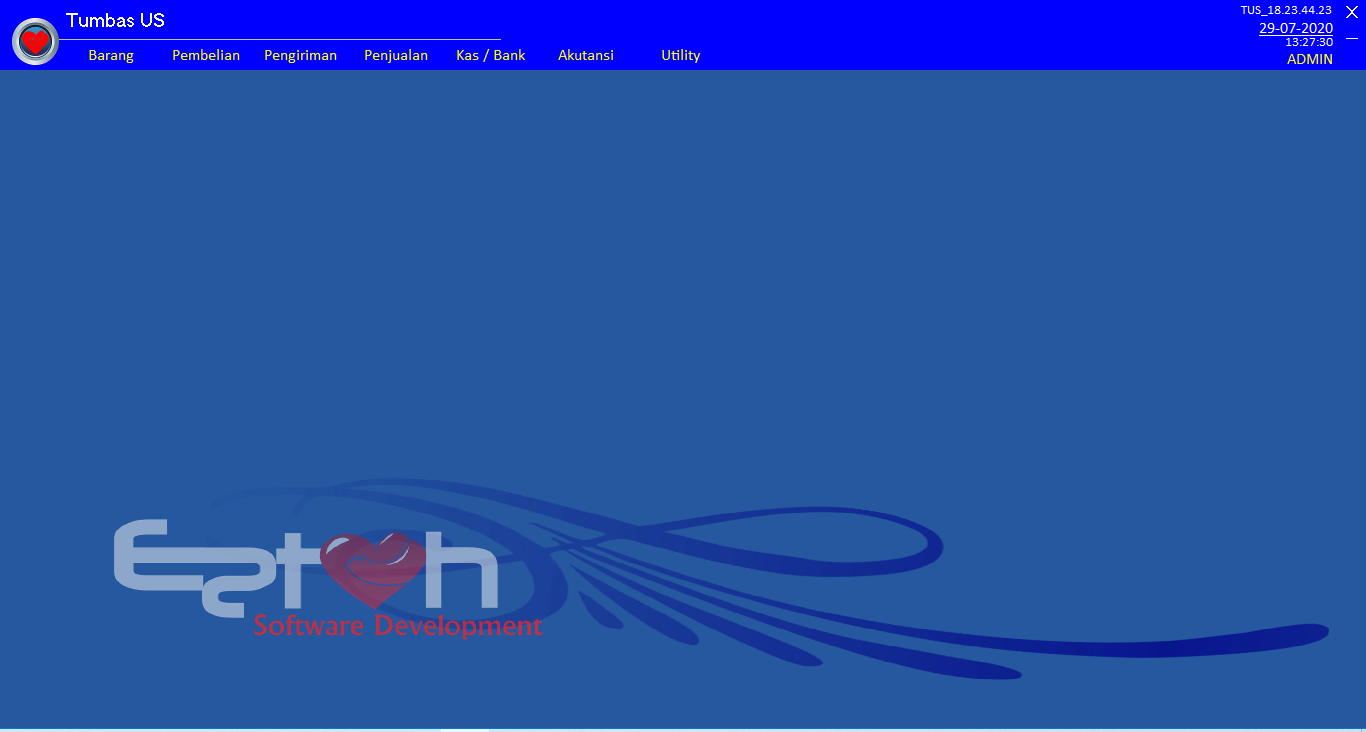 Tumbas US
TUS_18.23.44.23
29-07-2020
13:27:30
ADMIN
Barang Pembelian Pengiriman Penjualan Kas / Bank Akutansi Utility
Software Development